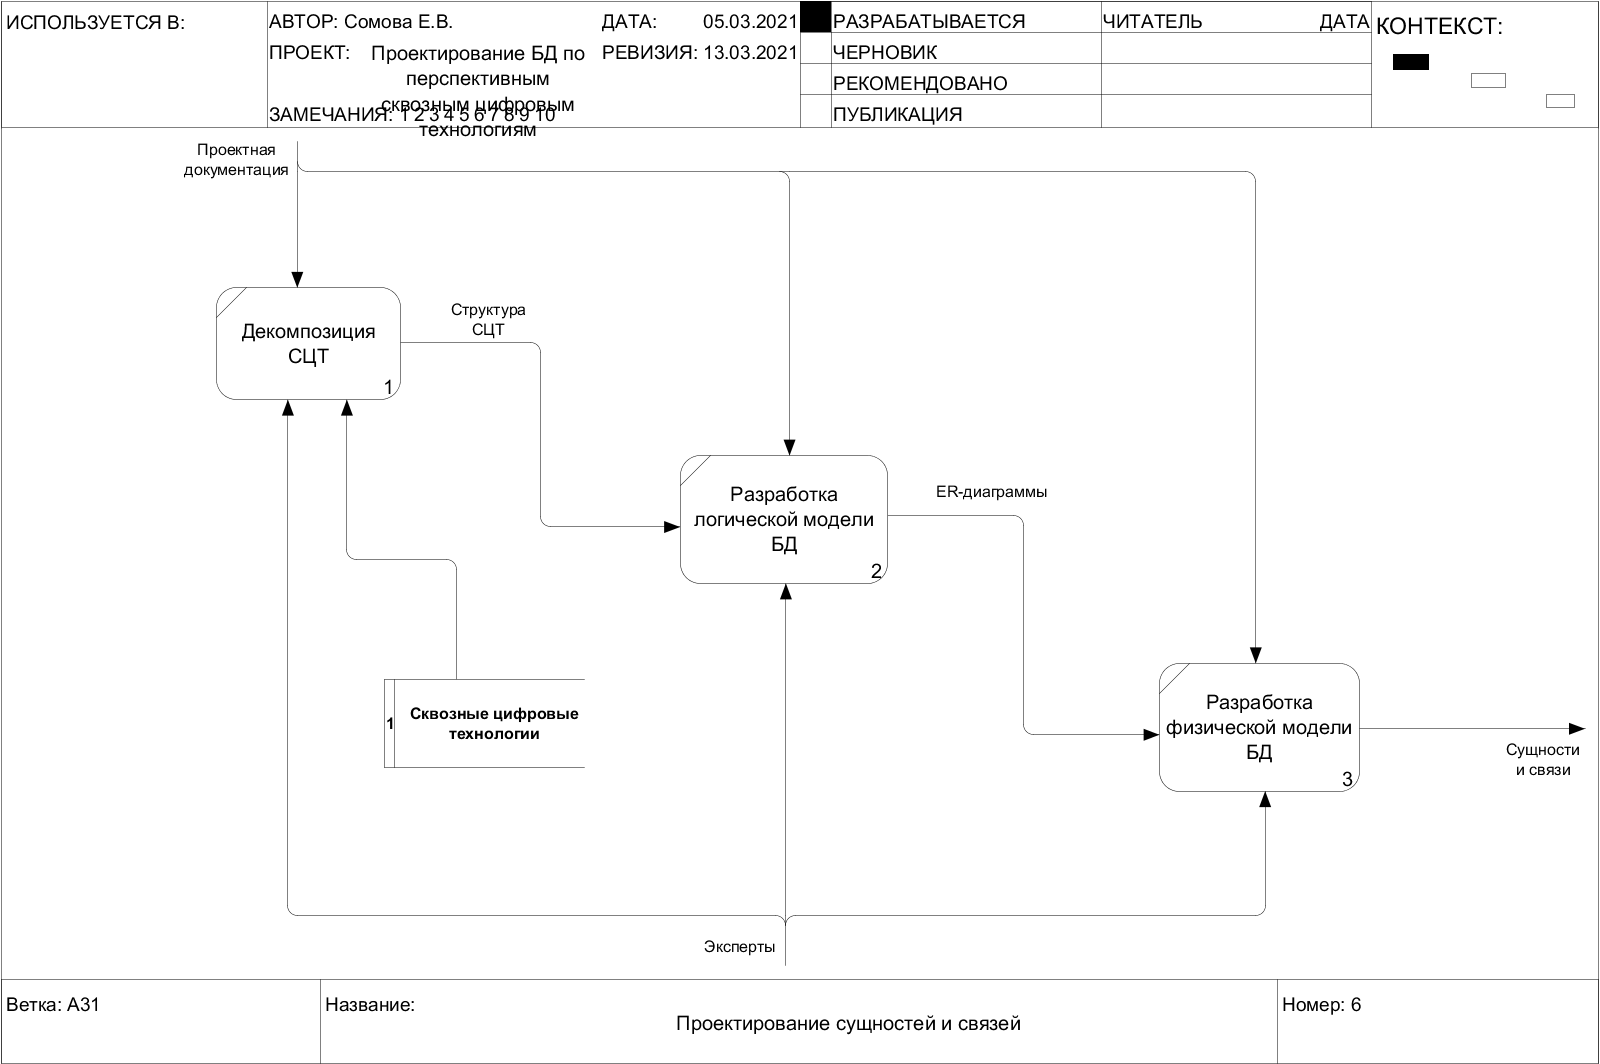 ИСПОЛЬЗУЕТСЯ В:
АВТОР: Сомова Е.В.
ДАТА: 05.03.2021
ПРОЕКТ: Проектирование БД по
перспективным
сквозным цифровым
технологиям
РЕВИЗИЯ: 13.03.2021
ЗАМЕЧАНИЯ: 1 2 3 4 5 6 7 8 9 10
РАЗРАБАТЫВАЕТСЯ
ЧЕРНОВИК
РЕКОМЕНДОВАНО
ПУБЛИКАЦИЯ
ЧИТАТЕЛЬ ДАТА
КОНТЕКСТ:
Проектная
документация
Декомпозиция
СЦТ
1
Структура
СЦТ
Разработка
логической модели
БД
2
ER-диаграммы
1
Сквозные цифровые
технологии
Разработка
физической модели
БД
3
Сущности
и связи
Эксперты
Ветка: A31
Название:
Проектирование сущностей и связей
Номер: 6